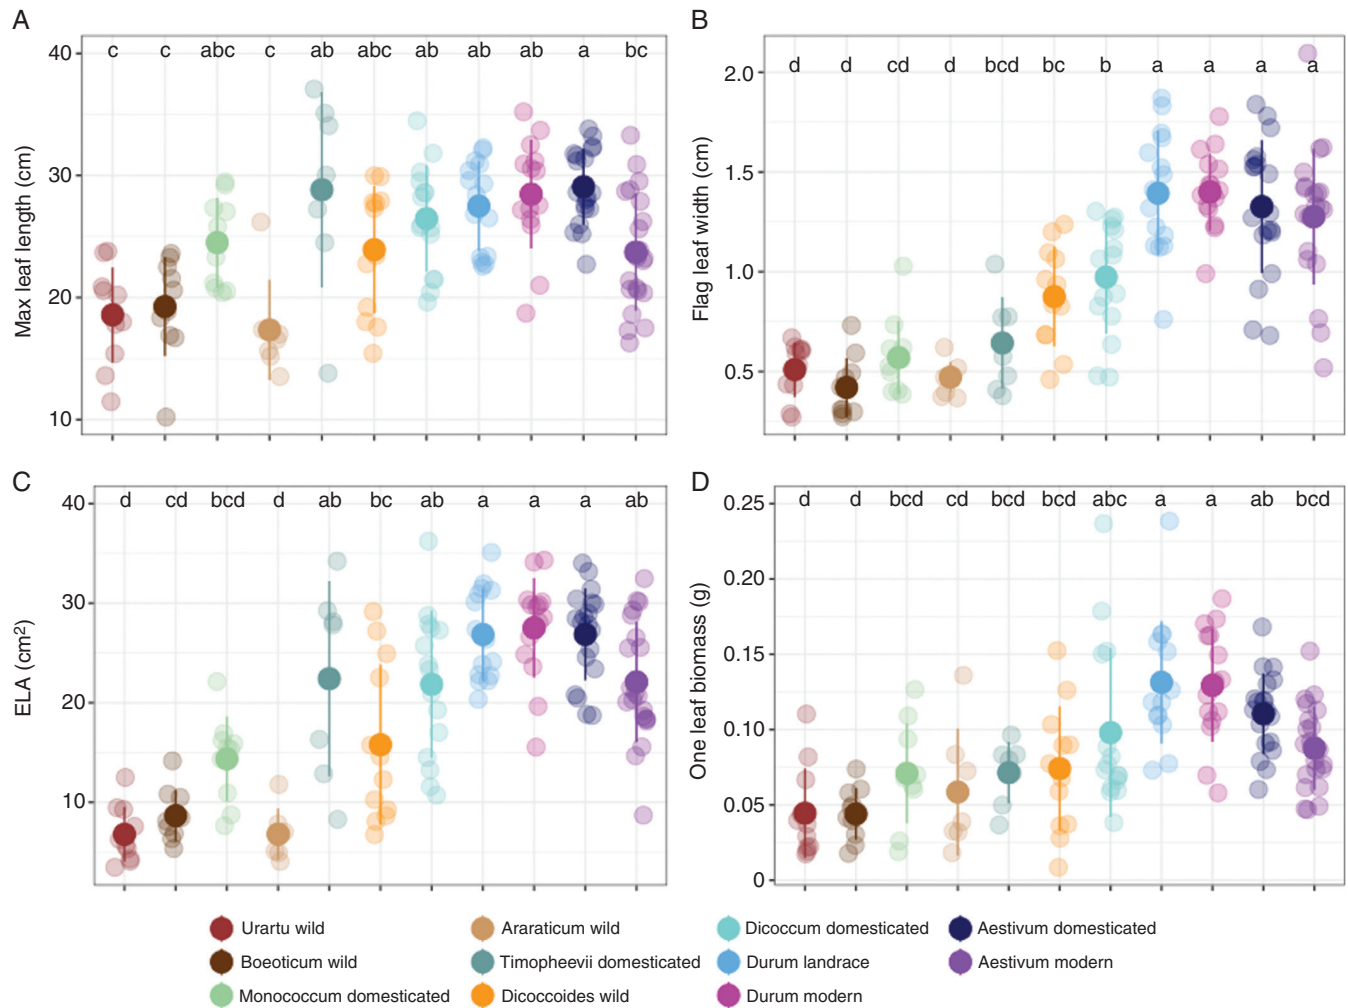 A
c c abc c ab abc ab ab ab a bc
40
30
20
10
Max leaf length (cm)
B
d d cd d bcd bc b a a a a
2.0
1.5
1.0
0.5
Flag leaf width (cm)
C
d cd bcd d ab bc ab a a a ab
40
30
20
10
ELA (cm²)
D
d d bcd cd bcd bcd abc a a ab bcd
0.25
0.20
0.15
0.10
0.05
0
One leaf biomass (g)
Urartu wild
Boeoticum wild
Monococcum domesticated
Araraticum wild
Timopheevii domesticated
Dicoccoides wild
Dicoccum domesticated
Durum landrace
Durum modern
Aestivum domesticated
Aestivum modern